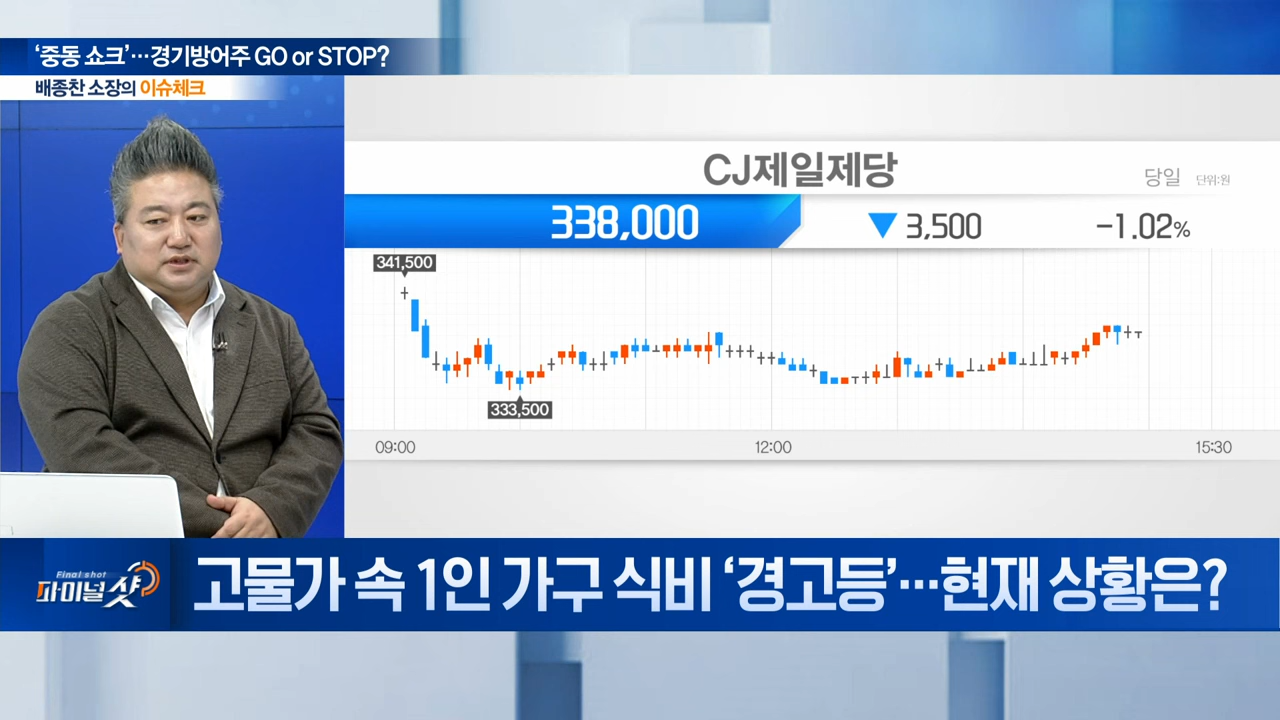 ‘중동 쇼크’…경기방어주 GO or STOP?
배종찬 소장의 이슈체크
CJ제일제당
당일 단위:원
338,000 ▼ 3,500 -1.02%
341,500
333,500
09:00 12:00 15:30
Final shot
파이널샷
고물가 속 1인 가구 식비 ‘경고등’…현재 상황은?